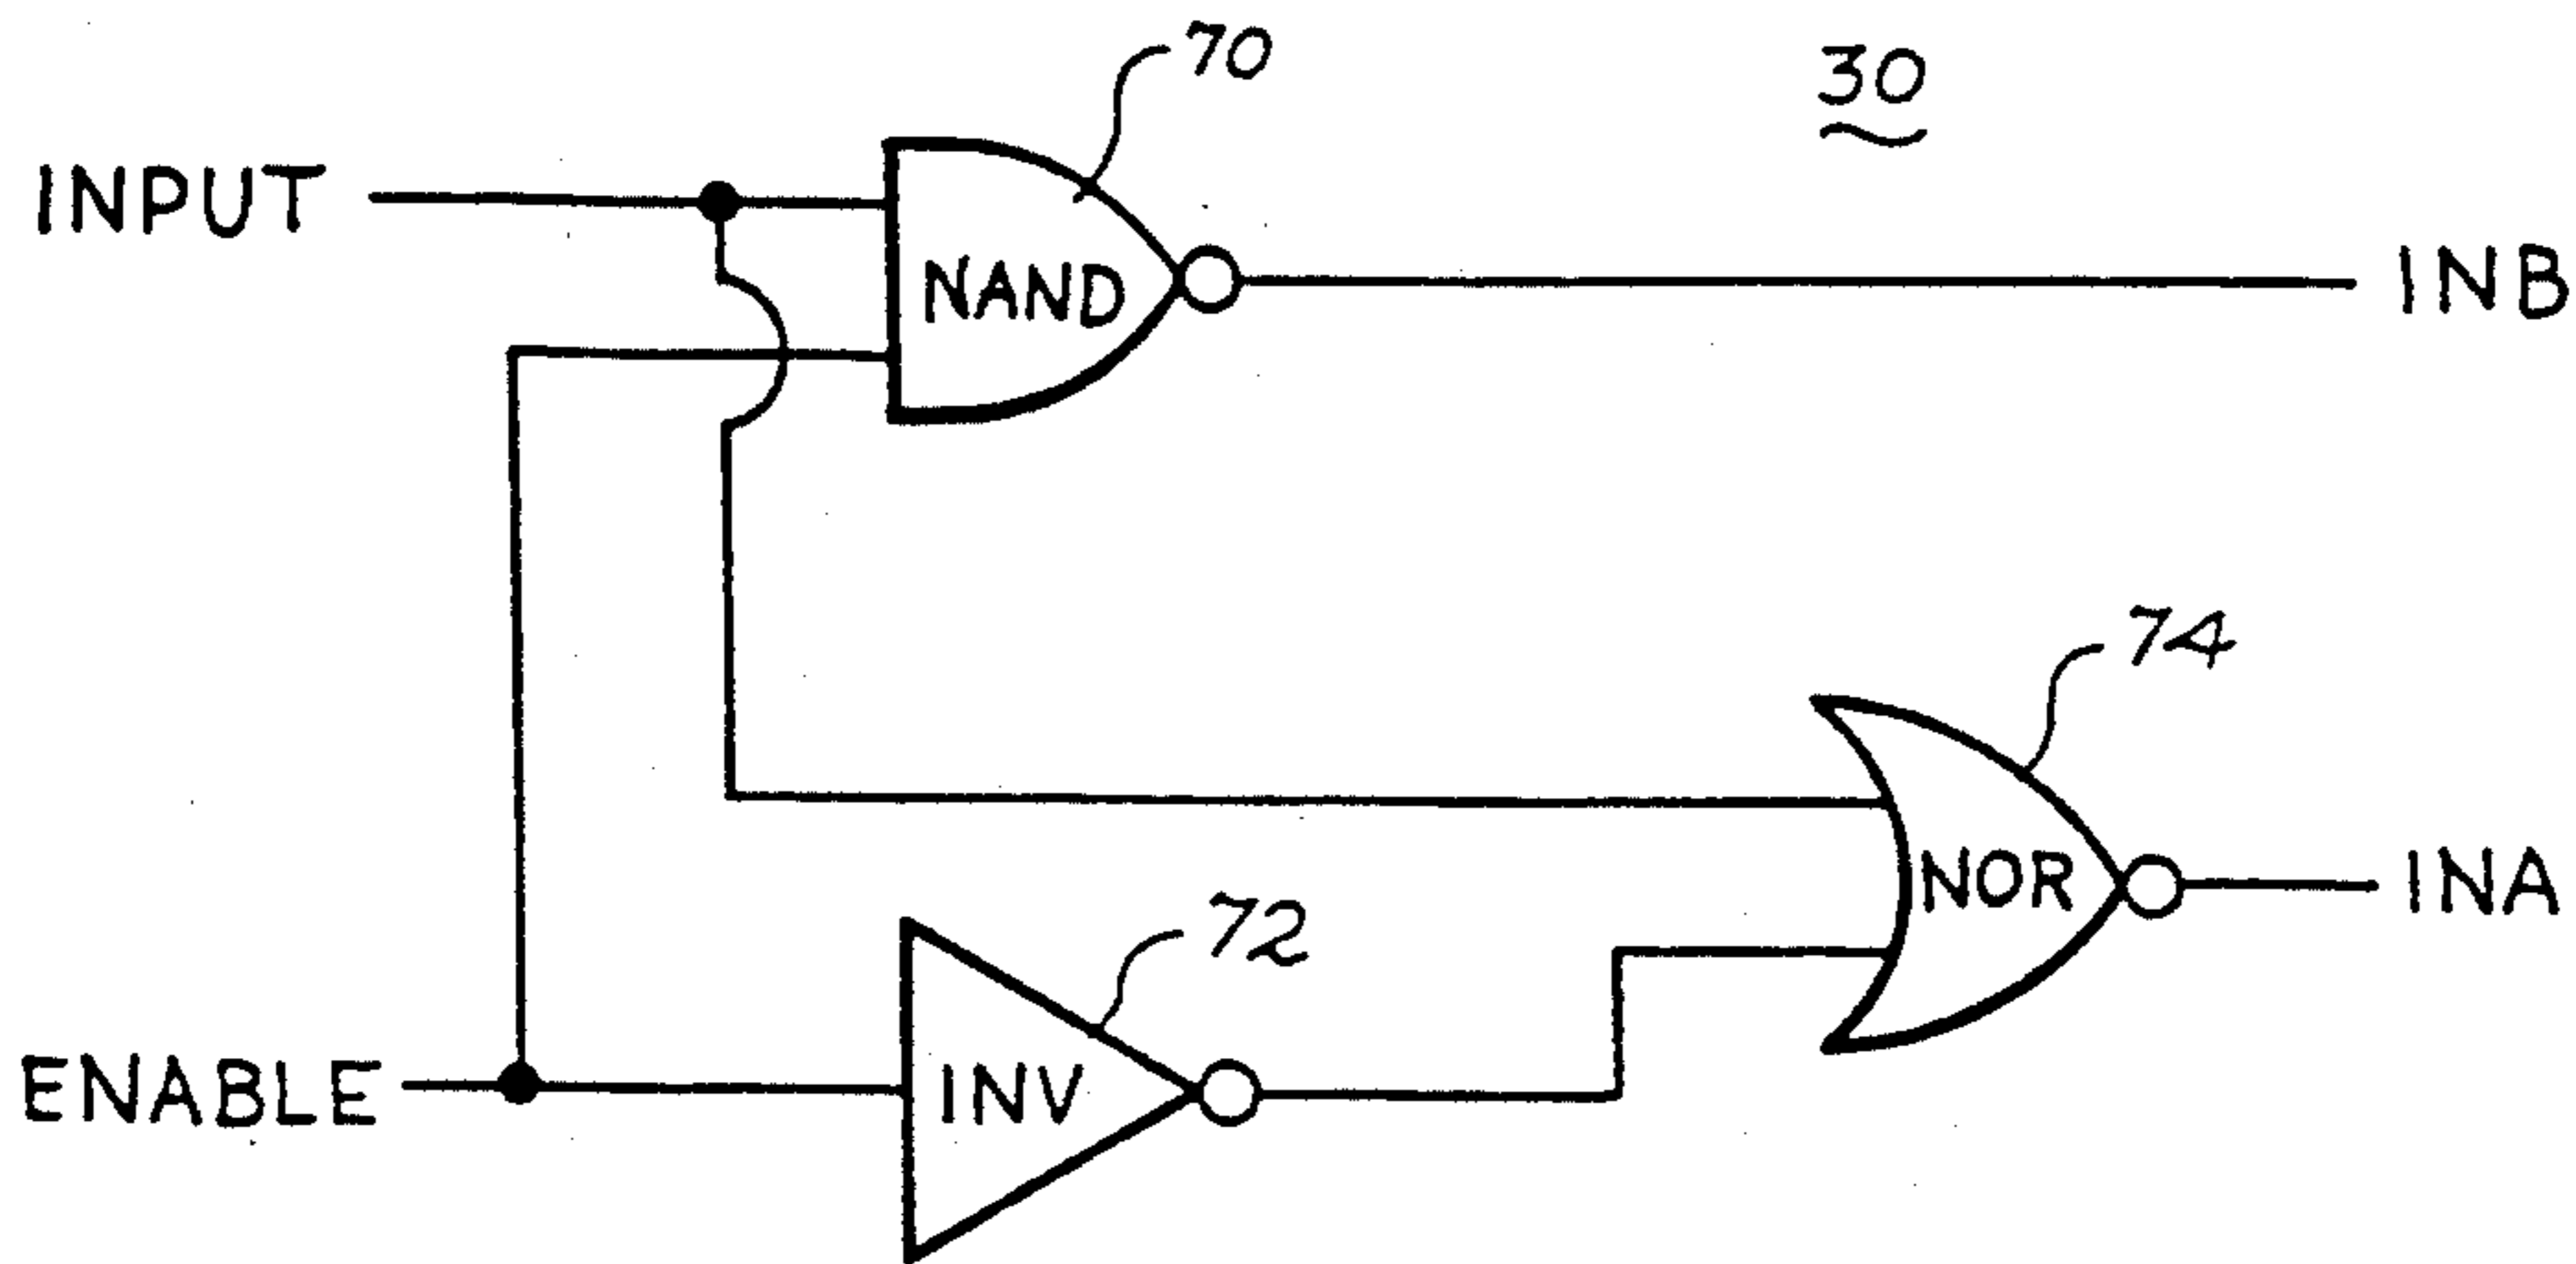 70
30
INPUT
NAND
INB
74
72
NOR
INA
ENABLE
INV